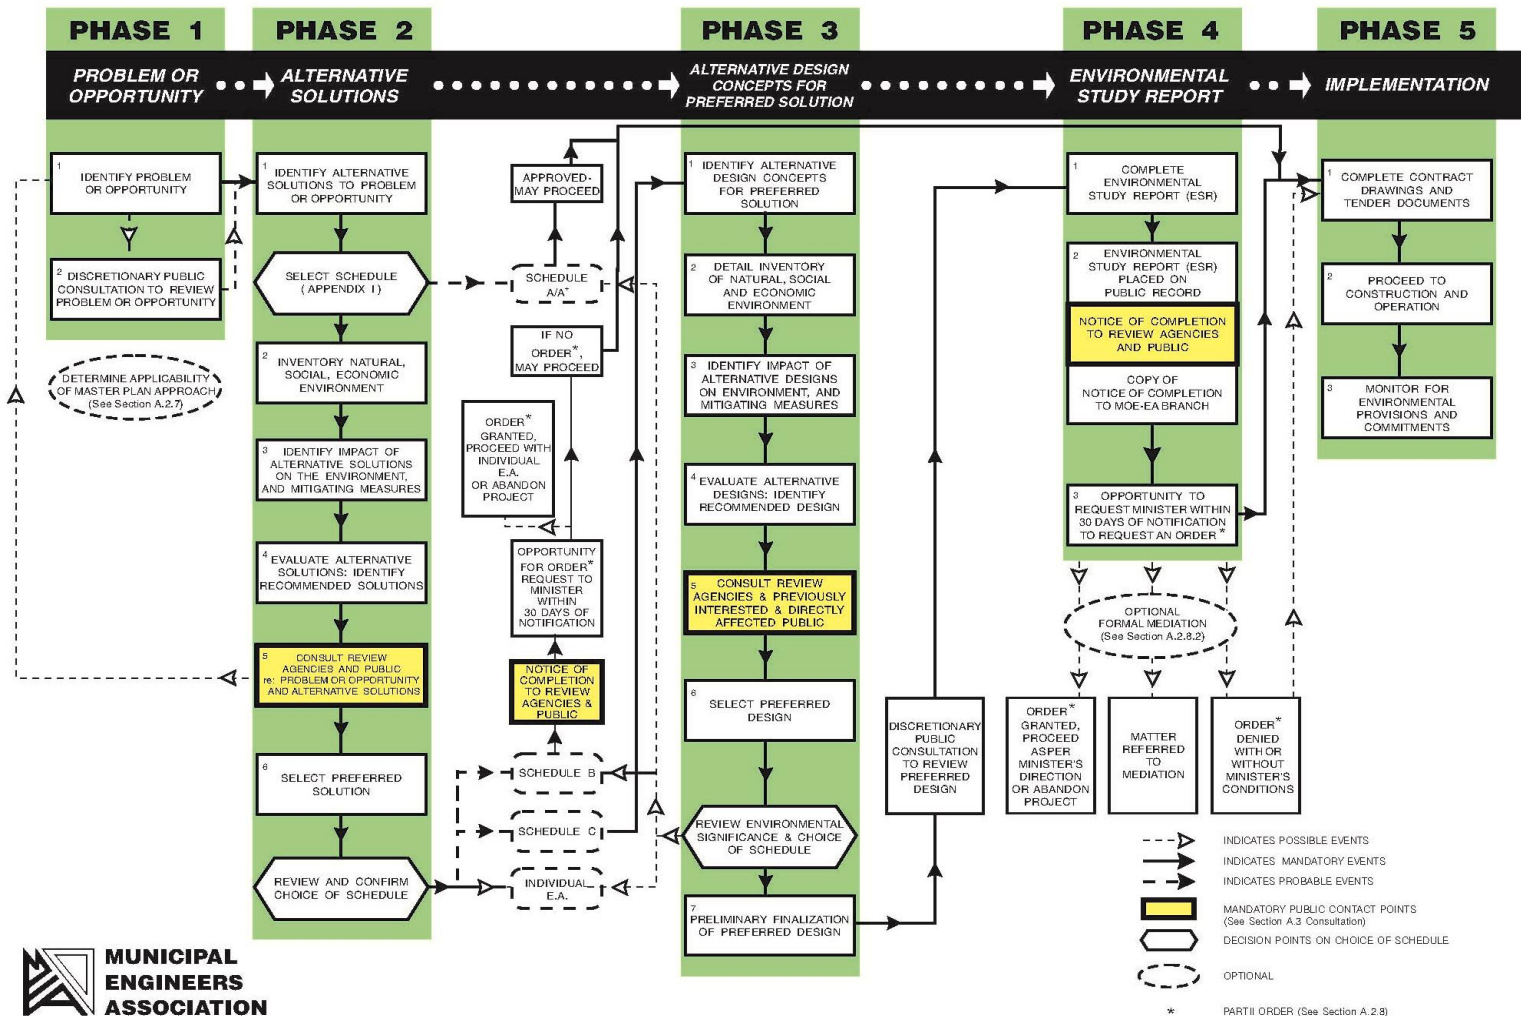 PHASE 1
PHASE 2
PHASE 3
PHASE 4
PHASE 5
PROBLEM OR
OPPORTUNITY
ALTERNATIVE
SOLUTIONS
ALTERNATIVE DESIGN
CONCEPTS FOR
PREFERRED SOLUTION
ENVIRONMENTAL
STUDY REPORT
IMPLEMENTATION
1
IDENTIFY PROBLEM
OR OPPORTUNITY
2
DISCRETIONARY PUBLIC
CONSULTATION TO REVIEW
PROBLEM OR OPPORTUNITY
DETERMINE APPLICABILITY
OF MASTER PLAN APPROACH
(See Section A.2.7)
1
IDENTIFY ALTERNATIVE
SOLUTIONS TO PROBLEM
OR OPPORTUNITY
SELECT SCHEDULE
( APPENDIX I )
2
INVENTORY NATURAL,
SOCIAL, ECONOMIC
ENVIRONMENT
3
IDENTIFY IMPACT OF
ALTERNATIVE SOLUTIONS
ON THE ENVIRONMENT,
AND MITIGATING MEASURES
4
EVALUATE ALTERNATIVE
SOLUTIONS: IDENTIFY
RECOMMENDED SOLUTIONS
5
CONSULT REVIEW
AGENCIES AND PUBLIC
re: PROBLEM OR OPPORTUNITY
AND ALTERNATIVE SOLUTIONS
6
SELECT PREFERRED
SOLUTION
REVIEW AND CONFIRM
CHOICE OF SCHEDULE
APPROVED-
MAY PROCEED
SCHEDULE
A/A+
IF NO
ORDER*,
MAY PROCEED
ORDER*
GRANTED,
PROCEED WITH
INDIVIDUAL
E.A.
OR ABANDON
PROJECT
OPPORTUNITY
FOR ORDER*
REQUEST TO
MINISTER
WITHIN
30 DAYS OF
NOTIFICATION
NOTICE OF
COMPLETION
TO REVIEW
AGENCIES &
PUBLIC
SCHEDULE B
SCHEDULE C
INDIVIDUAL
E.A.
1
IDENTIFY ALTERNATIVE
DESIGN CONCEPTS
FOR PREFERRED
SOLUTION
2
DETAIL INVENTORY
OF NATURAL, SOCIAL
AND ECONOMIC
ENVIRONMENT
3
IDENTIFY IMPACT OF
ALTERNATIVE DESIGNS
ON ENVIRONMENT, AND
MITIGATING MEASURES
4
EVALUATE ALTERNATIVE
DESIGNS: IDENTIFY
RECOMMENDED DESIGN
5
CONSULT REVIEW
AGENCIES & PREVIOUSLY
INTERESTED & DIRECTLY
AFFECTED PUBLIC
6
SELECT PREFERRED
DESIGN
REVIEW ENVIRONMENTAL
SIGNIFICANCE & CHOICE
OF SCHEDULE
7
PRELIMINARY FINALIZATION
OF PREFERRED DESIGN
DISCRETIONARY
PUBLIC
CONSULTATION
TO REVIEW
PREFERRED
DESIGN
1
COMPLETE
ENVIRONMENTAL
STUDY REPORT (ESR)
2
ENVIRONMENTAL
STUDY REPORT (ESR)
PLACED ON
PUBLIC RECORD
NOTICE OF COMPLETION
TO REVIEW AGENCIES
AND PUBLIC
COPY OF
NOTICE OF COMPLETION
TO MOE-EA BRANCH
3
OPPORTUNITY TO
REQUEST MINISTER WITHIN
30 DAYS OF NOTIFICATION
TO REQUEST AN ORDER*
OPTIONAL
FORMAL MEDIATION
(See Section A.2.8.2)
ORDER*
GRANTED,
PROCEED
ASPER
MINISTER'S
DIRECTION
OR ABANDON
PROJECT
MATTER
REFERRED
TO
MEDIATION
ORDER*
DENIED
WITH OR
WITHOUT
MINISTER'S
CONDITIONS
1
COMPLETE CONTRACT
DRAWINGS AND
TENDER DOCUMENTS
2
PROCEED TO
CONSTRUCTION AND
OPERATION
3
MONITOR FOR
ENVIRONMENTAL
PROVISIONS AND
COMMITMENTS
INDICATES POSSIBLE EVENTS
INDICATES MANDATORY EVENTS
INDICATES PROBABLE EVENTS
MANDATORY PUBLIC CONTACT POINTS
(See Section A.3 Consultation)
DECISION POINTS ON CHOICE OF SCHEDULE
OPTIONAL
* PART II ORDER (See Section A.2.8)
MUNICIPAL
ENGINEERS
ASSOCIATION